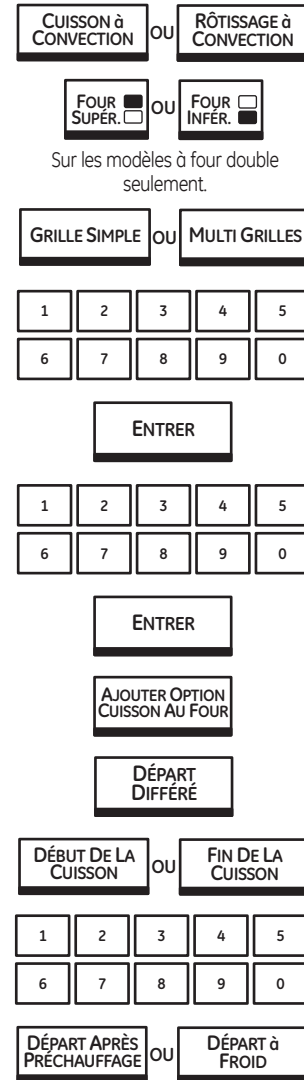 CUISSON à CONVECTION OU RÔTISSAGE à CONVECTION
FOUR SUPÉR. OU FOUR INFÉR.
Sur les modèles à four double
seulement.
GRILLE SIMPLE OU MULTI GRILLES
1 2 3 4 5
6 7 8 9 0
ENTRER
1 2 3 4 5
6 7 8 9 0
ENTRER
AJOUTER OPTION
CUISSON AU FOUR
DÉPART
DIFFÉRÉ
DÉBUT DE LA CUISSON OU FIN DE LA CUISSON
1 2 3 4 5
6 7 8 9 0
DÉPART APRÈS PRÉCHAUFFAGE OU DÉPART à FROID